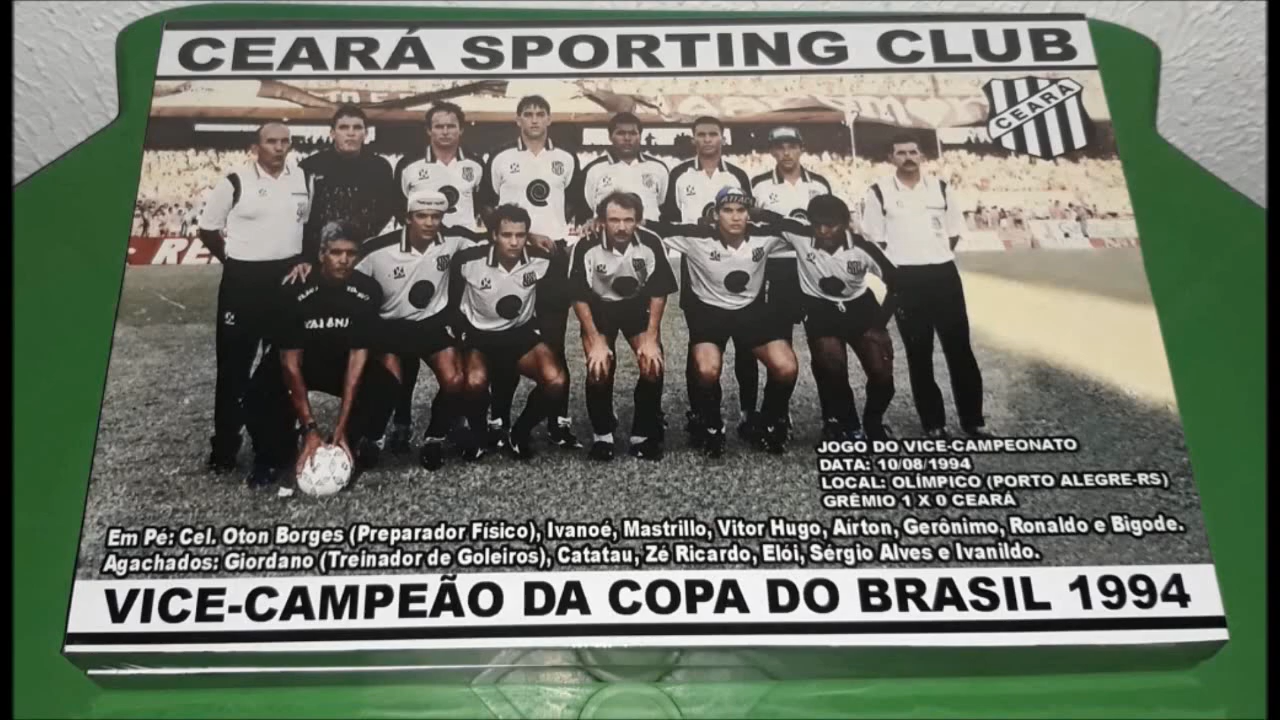 CEARÁ SPORTING CLUB
CEARÁ
RE
JOGO DO VICE-CAMPEONATO
DATA: 10/08/1994
LOCAL: OLÍMPICO (PORTO ALEGRE-RS)
GRÊMIO 1 X 0 CEARÁ
Em Pé: Cel. Oton Borges (Preparador Físico), Ivanoé, Mastrillo, Vitor Hugo, Aírton, Gerônimo, Ronaldo e Bigode.
Agachados: Giordano (Treinador de Goleiros), Catatau, Zé Ricardo, Elói, Sérgio Alves e Ivanildo.
VICE-CAMPEÃO DA COPA DO BRASIL 1994